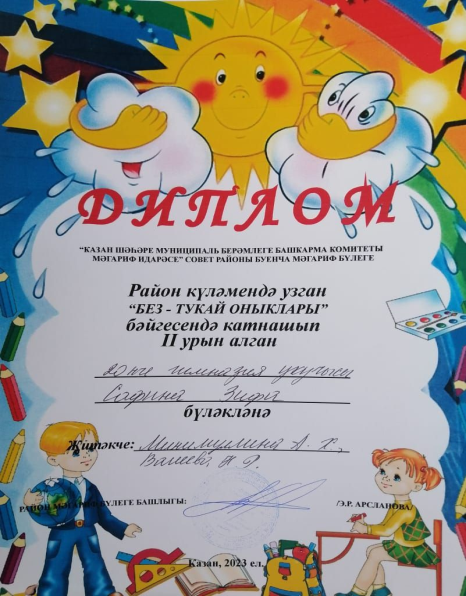 ДИПЛОМ
"КАЗАН ШӘҺӘРЕ МУНИЦИПАЛЬ БЕРӘМЛЕГЕ БАШКАРМА КОМИТЕТЫ
МӘГАРИФ ИДАРӘСЕ" СОВЕТ РАЙОНЫ БУЕНЧА МӘГАРИФ БҮЛЕГЕ
Район күләмендә узган
"БЕЗ - ТУКАЙ ОНЫКЛАРЫ"
бәйгесендә катнашып
II урын алган
20нче гимназия укучысы
Сафина Зифа
бүләкләнә
Җитәкче: Минимуллина А. Х.,
Валиева
РАЙОН МӘГАРИФ БҮЛЕГЕ БАШЛЫГЫ: /Э.Р. АРСЛАНОВА/
Казан, 2023 ел.